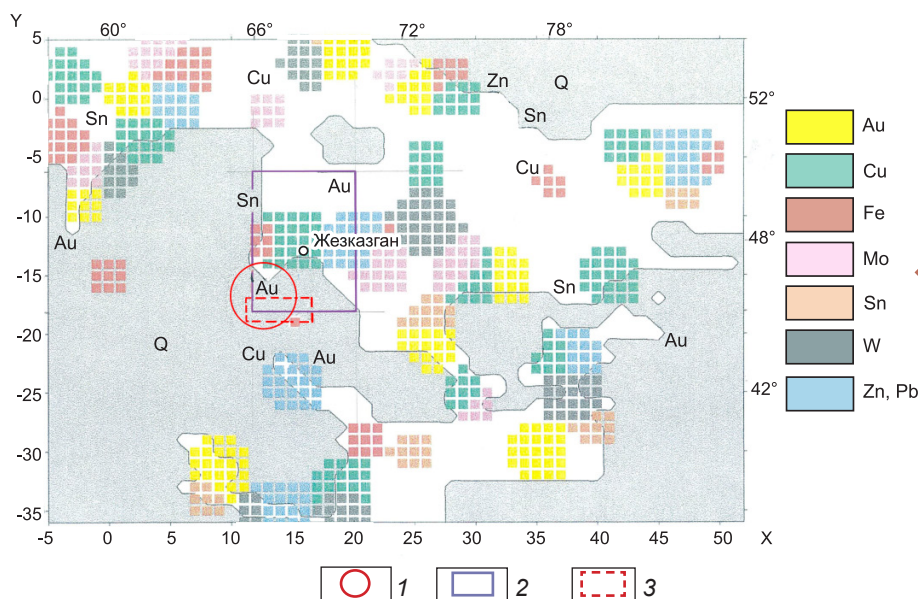 Y 60° 66° 72° 78°
5
Cu Zn Q
0 52°
Sn Sn
Au
-5
Au Cu Cu
Sn Fe
-10
Au Жезказган 48° Mo
-15 Au Sn
Sn
-20 Q Cu Au Au W
-25 42° Zn, Pb
-30
-35
-5 0 5 10 15 20 25 30 35 40 45 50 X
1 2 3